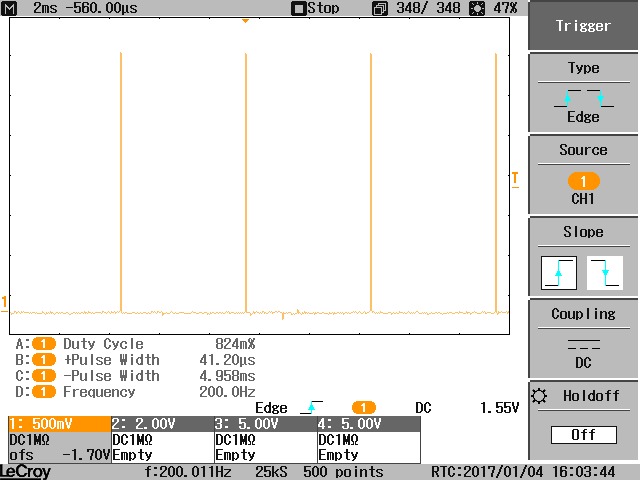 M 2ms -560.00µs Stop 348/ 348 47%
Trigger
Type
Edge
Source
1
CH1
Slope
Coupling
DC
Holdoff
Off
T
1
A: 1 Duty Cycle 824m%
B: 1 +Pulse Width 41.20µs
C: 1 -Pulse Width 4.958ms
D: 1 Frequency 200.0Hz
Edge 1 DC 1.55V
1: 500mV 2: 2.00V 3: 5.00V 4: 5.00V
DC1MΩ DC1MΩ DC1MΩ DC1MΩ
ofs -1.70V Empty Empty Empty
LeCroy f:200.011Hz 25kS 500 points RTC:2017/01/04 16:03:44